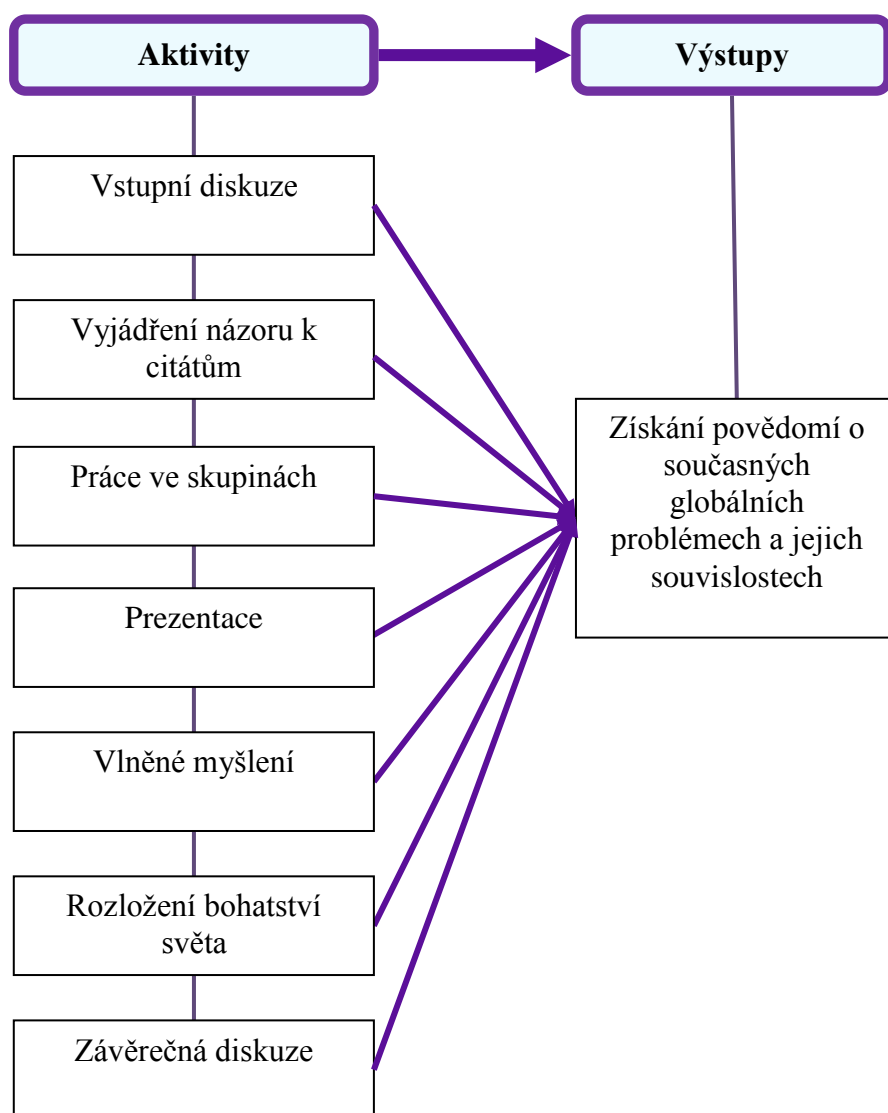 Aktivity
Výstupy
Vstupní diskuze
Vyjádření názoru k
citátům
Práce ve skupinách
Prezentace
Vlněné myšlení
Rozložení bohatství
světa
Závěrečná diskuze
Získání povědomí o
současných
globálních
problémech a jejich
souvislostech